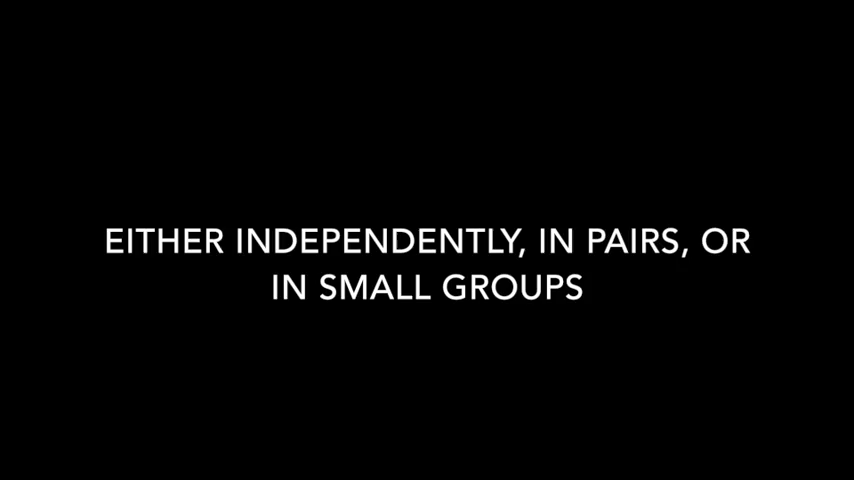 EITHER INDEPENDENTLY, IN PAIRS, OR
IN SMALL GROUPS